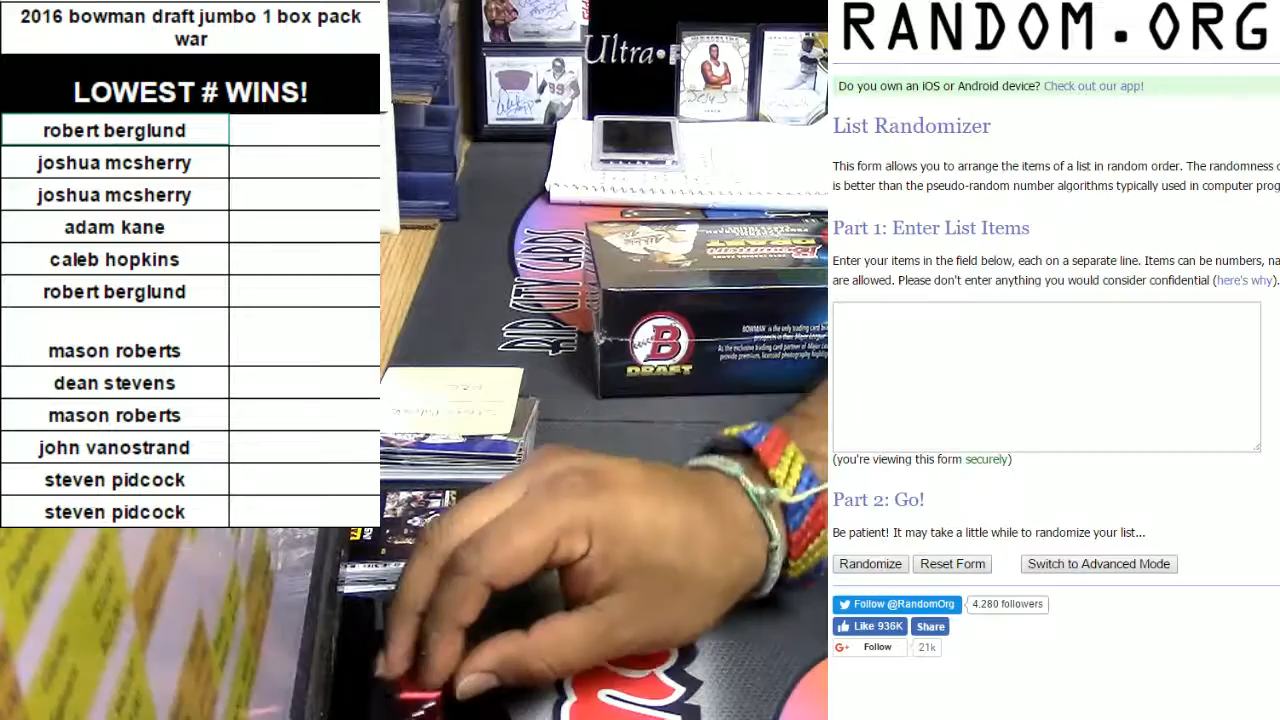 2016 bowman draft jumbo 1 box pack
war
LOWEST # WINS!
robert berglund
joshua mcsherry
joshua mcsherry
adam kane
caleb hopkins
robert berglund
mason roberts
dean stevens
mason roberts
john vanostrand
steven pidcock
steven pidcock
Ultra
99
RIP CITY CARDS
Bowman
DRAFT
B
DRAFT
RANDOM.ORG
Do you own an iOS or Android device? Check out our app!
List Randomizer
This form allows you to arrange the items of a list in random order. The randomness
is better than the pseudo-random number algorithms typically used in computer prog
Part 1: Enter List Items
Enter your items in the field below, each on a separate line. Items can be numbers, na
are allowed. Please don't enter anything you would consider confidential (here's why).
(you're viewing this form securely)
Part 2: Go!
Be patient! It may take a little while to randomize your list...
Randomize
Reset Form
Switch to Advanced Mode
Follow @RandomOrg
4.280 followers
Like 936K
Share
G+
Follow
21k